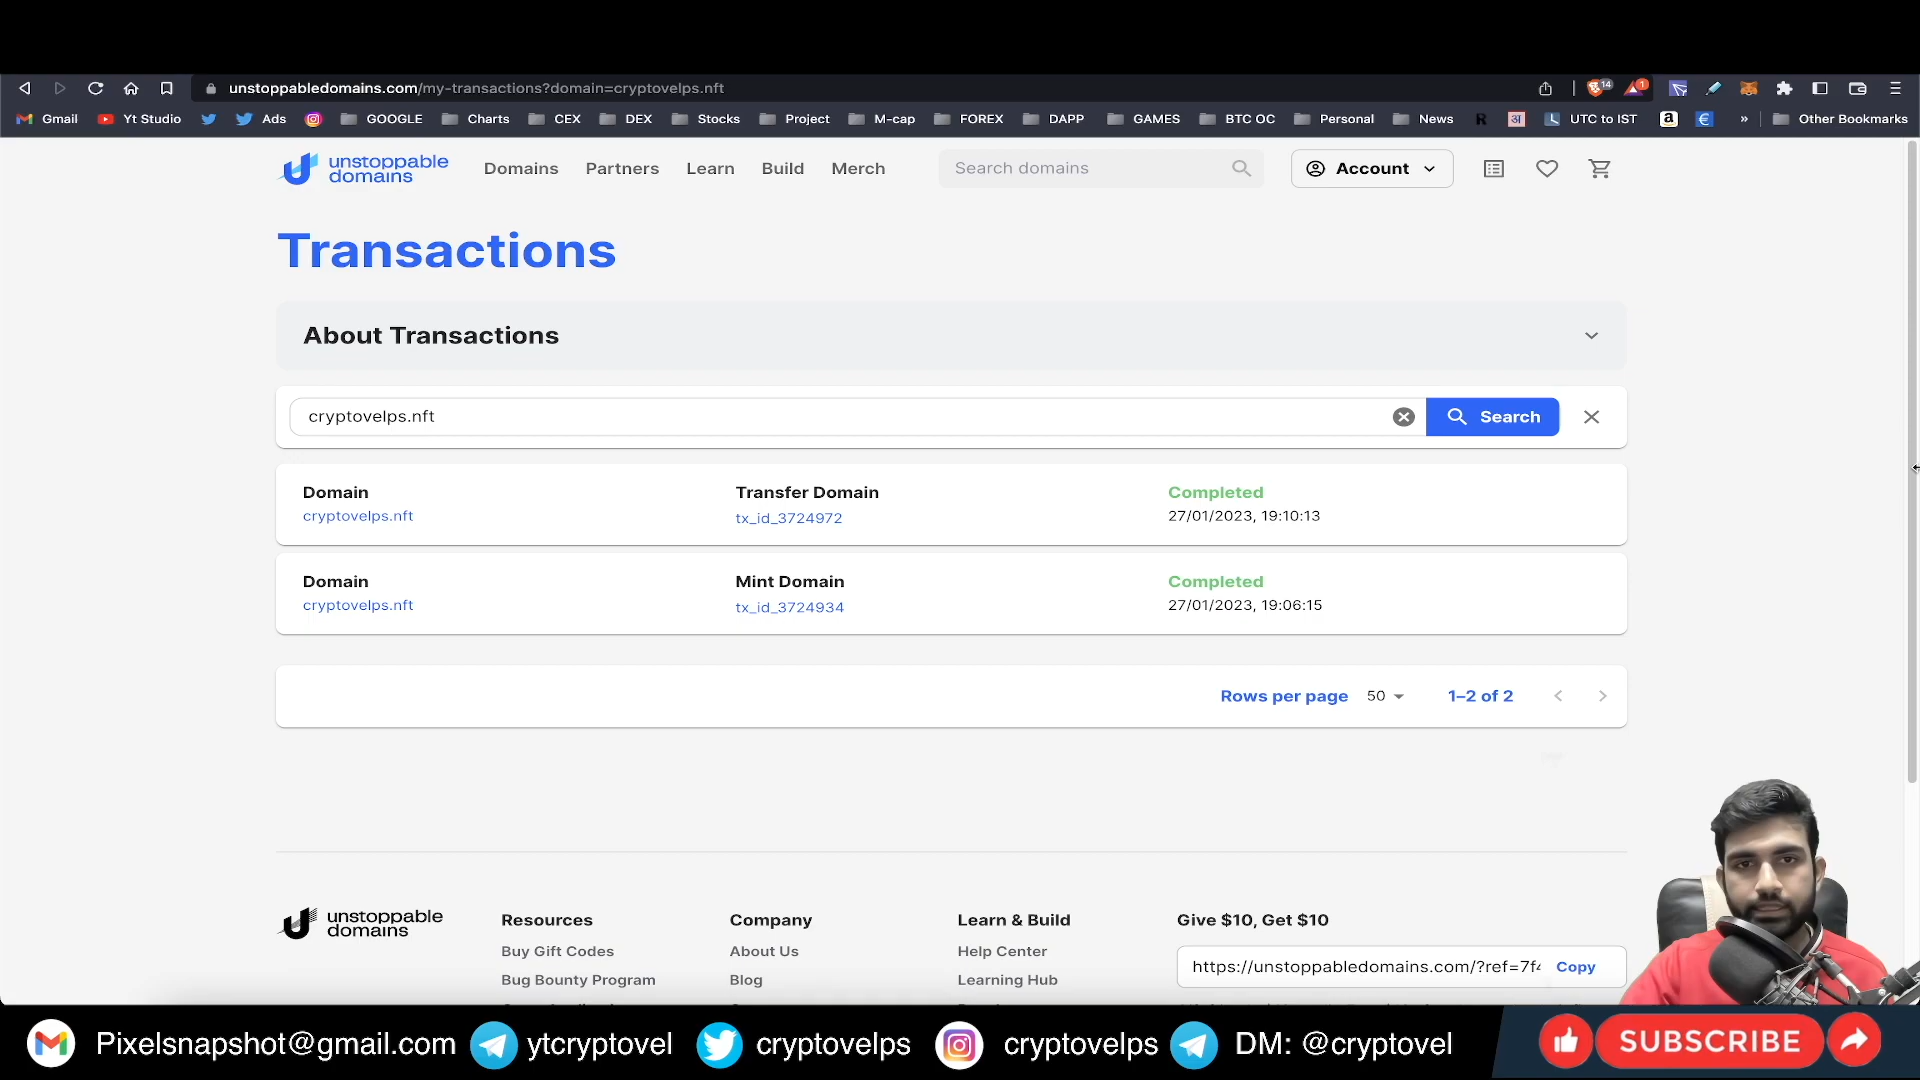 unstoppabledomains.com/my-transactions?domain=cryptovelps.nft
14
1
Gmail Yt Studio Ads GOOGLE Charts CEX DEX Stocks Project M-cap FOREX DAPP GAMES BTC OC Personal News R अ UTC to IST a € » Other Bookmarks
unstoppable domains Domains Partners Learn Build Merch Search domains Account
Transactions
About Transactions
cryptovelps.nft Search
Domain Transfer Domain Completed
cryptovelps.nft tx_id_3724972 27/01/2023, 19:10:13
Domain Mint Domain Completed
cryptovelps.nft tx_id_3724934 27/01/2023, 19:06:15
Rows per page 50 1–2 of 2
unstoppable domains
Resources Company Learn & Build Give $10, Get $10
Buy Gift Codes About Us Help Center
https://unstoppabledomains.com/?ref=7f4 Copy
Bug Bounty Program Blog Learning Hub
Pixelsnapshot@gmail.com ytcryptovel cryptovelps cryptovelps DM: @cryptovel SUBSCRIBE